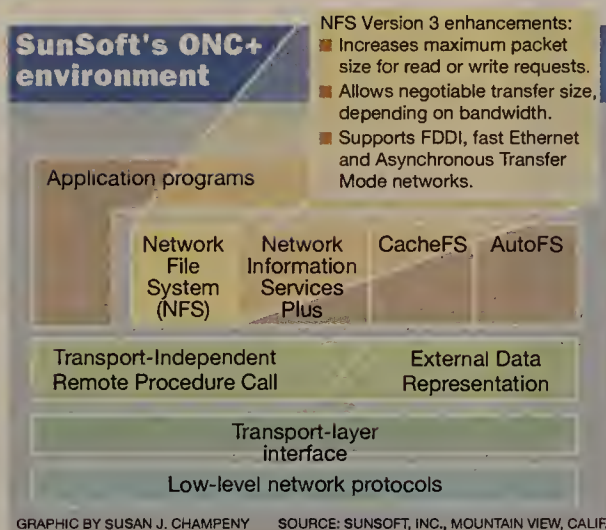 SunSoft's ONC+
environment
NFS Version 3 enhancements:
Increases maximum packet
size for read or write requests.
Allows negotiable transfer size,
depending on bandwidth.
Supports FDDI, fast Ethernet
and Asynchronous Transfer
Mode networks.
Application programs
Network
File
System
(NFS)
Network
Information
Services
Plus
CacheFS
AutoFS
Transport-Independent
Remote Procedure Call
External Data
Representation
Transport-layer
interface
Low-level network protocols
GRAPHIC BY SUSAN J. CHAMPENY
SOURCE: SUNSOFT, INC., MOUNTAIN VIEW, CALIF.